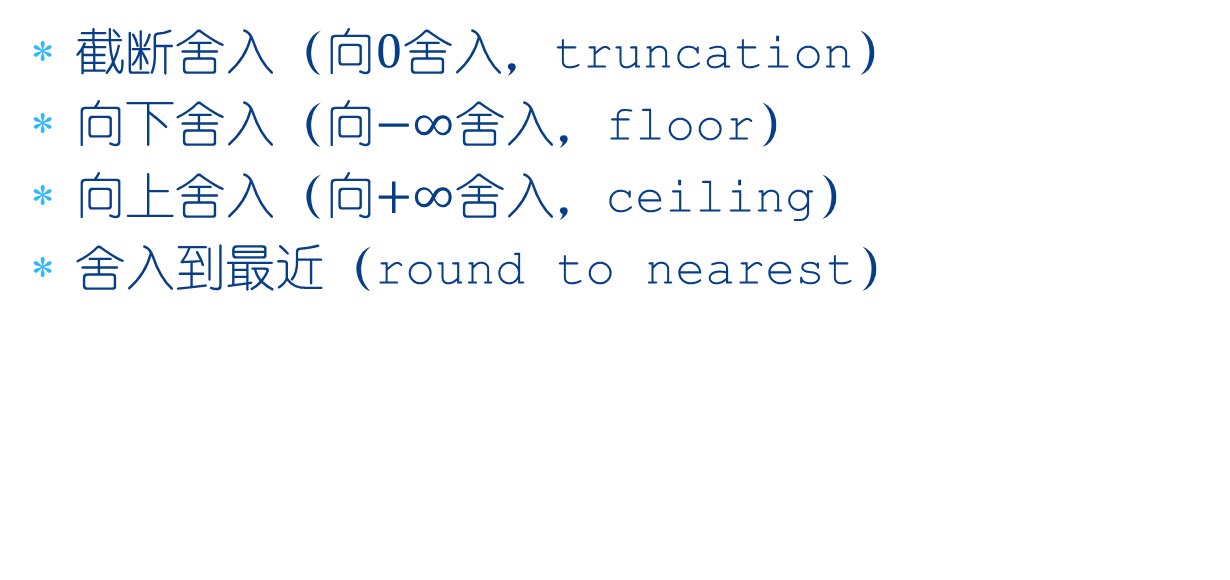 * 截断舍入（向0舍入，truncation）
* 向下舍入（向−∞舍入，floor）
* 向上舍入（向+∞舍入，ceiling）
* 舍入到最近（round to nearest）